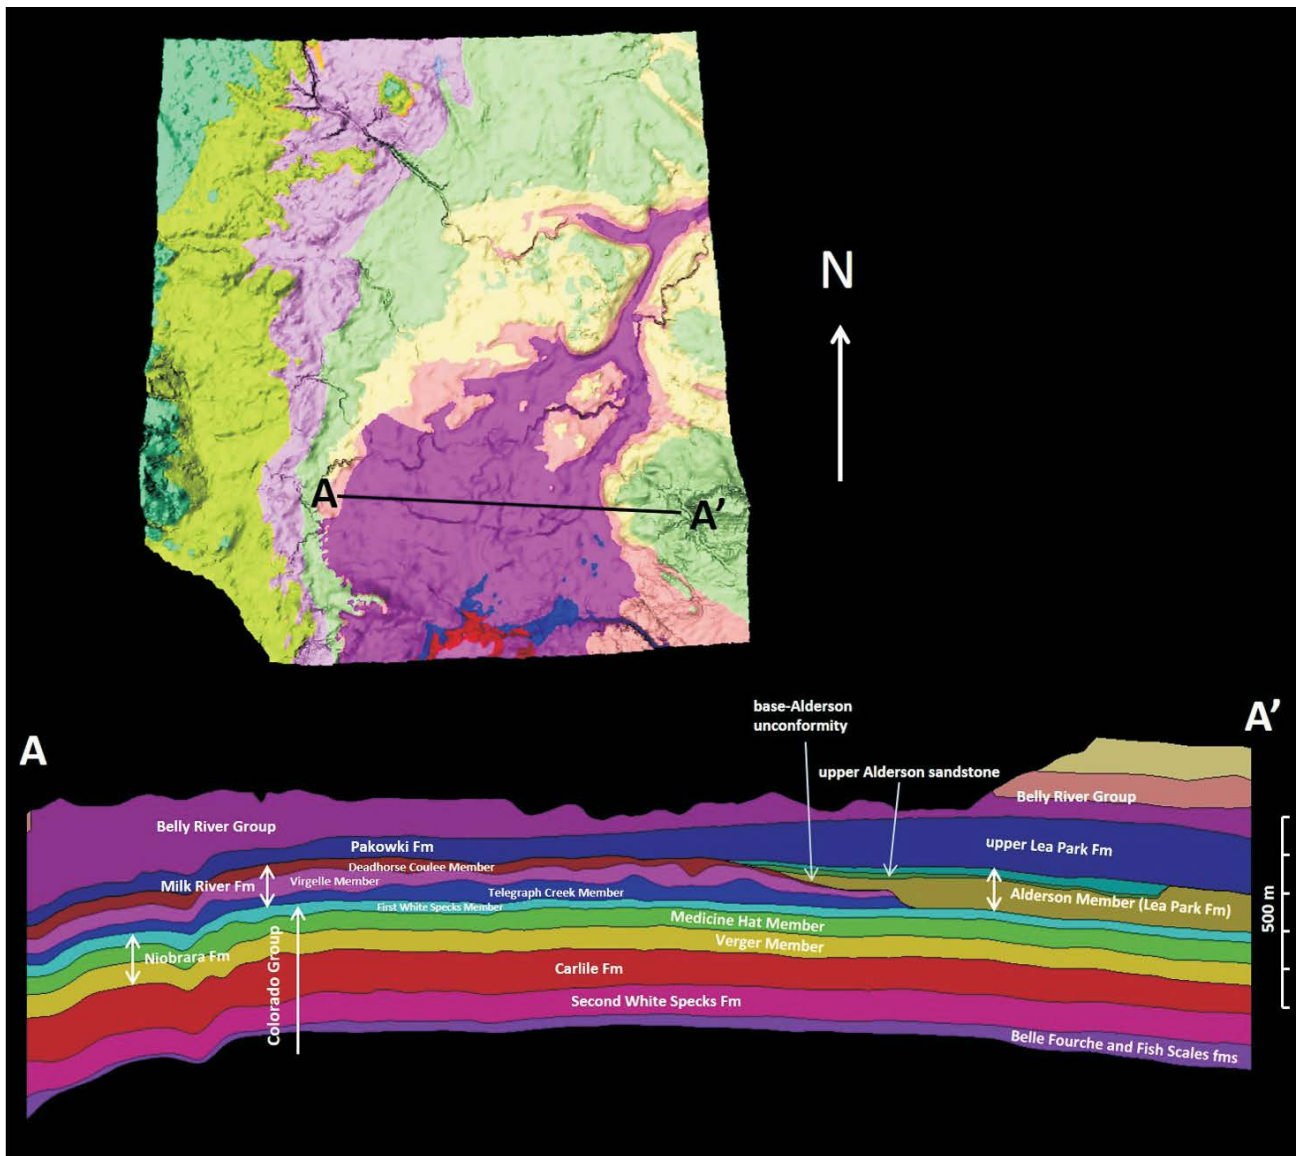 N
A
A’
base-Alderson
unconformity
A
A’
upper Alderson sandstone
Belly River Group
Belly River Group
Pakowki Fm
upper Lea Park Fm
Deadhorse Coulee Member
Milk River Fm
Virgelle Member
Telegraph Creek Member
Alderson Member (Lea Park Fm)
First White Specks Member
Medicine Hat Member
Niobrara Fm
Verger Member
Colorado Group
Carlile Fm
Second White Specks Fm
Belle Fourche and Fish Scales fms
500 m